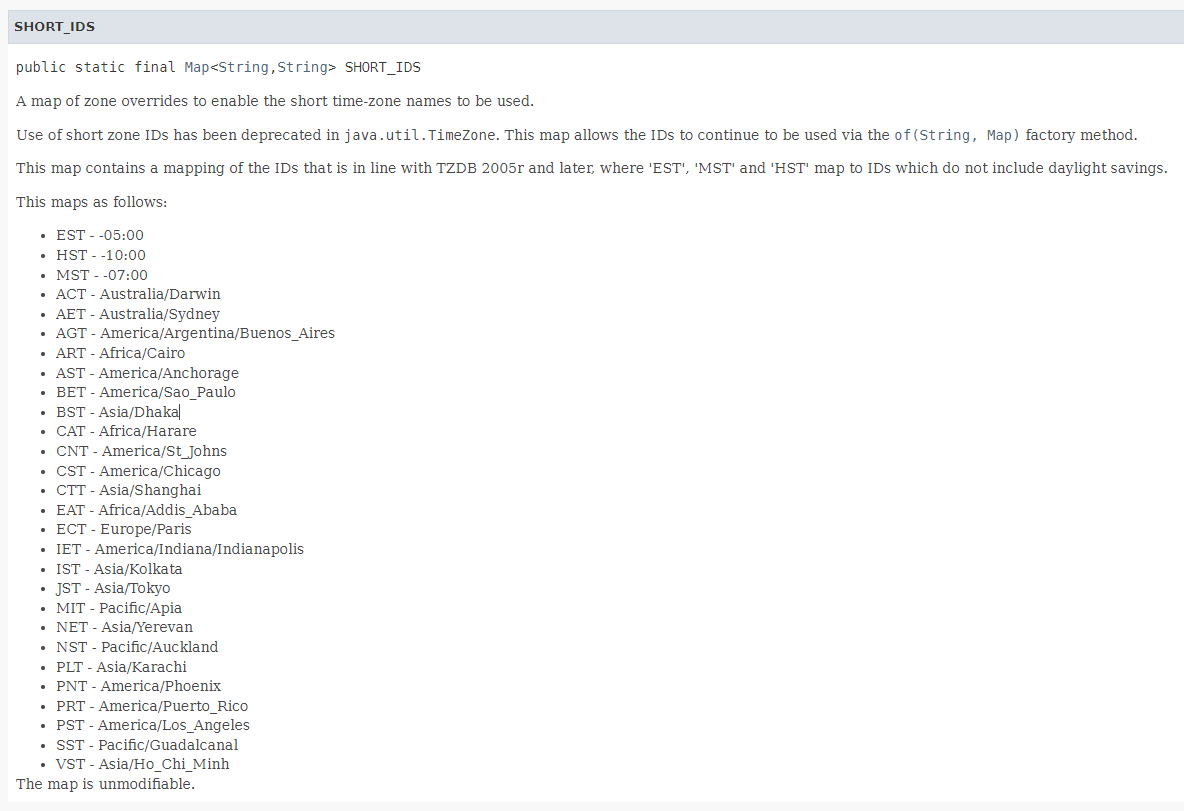 SHORT_IDS
public static final Map<String,String> SHORT_IDS
A map of zone overrides to enable the short time-zone names to be used.
Use of short zone IDs has been deprecated in java.util.TimeZone. This map allows the IDs to continue to be used via the of(String, Map) factory method.
This map contains a mapping of the IDs that is in line with TZDB 2005r and later, where 'EST', 'MST' and 'HST' map to IDs which do not include daylight savings.
This maps as follows:
• EST - -05:00
• HST - -10:00
• MST - -07:00
• ACT - Australia/Darwin
• AET - Australia/Sydney
• AGT - America/Argentina/Buenos_Aires
• ART - Africa/Cairo
• AST - America/Anchorage
• BET - America/Sao_Paulo
• BST - Asia/Dhaka
• CAT - Africa/Harare
• CNT - America/St_Johns
• CST - America/Chicago
• CTT - Asia/Shanghai
• EAT - Africa/Addis_Ababa
• ECT - Europe/Paris
• IET - America/Indiana/Indianapolis
• IST - Asia/Kolkata
• JST - Asia/Tokyo
• MIT - Pacific/Apia
• NET - Asia/Yerevan
• NST - Pacific/Auckland
• PLT - Asia/Karachi
• PNT - America/Phoenix
• PRT - America/Puerto_Rico
• PST - America/Los_Angeles
• SST - Pacific/Guadalcanal
• VST - Asia/Ho_Chi_Minh
The map is unmodifiable.